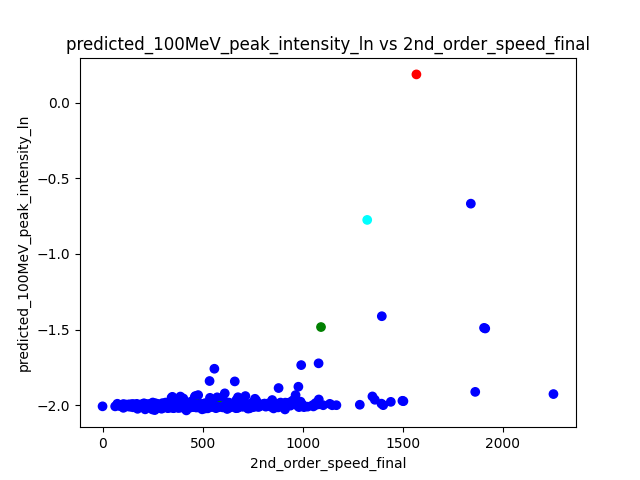 predicted_100MeV_peak_intensity_ln vs 2nd_order_speed_final
predicted_100MeV_peak_intensity_ln
0.0
−0.5
−1.0
−1.5
−2.0
0 500 1000 1500 2000
2nd_order_speed_final